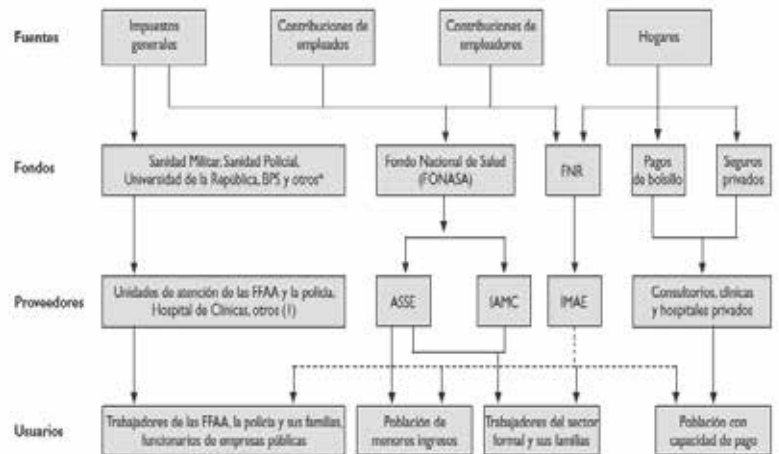 Fuentes
Impuestos
generales
Contribuciones de
empleados
Contribuciones de
empleadores
Hogares
Fondos
Sanidad Militar, Sanidad Policial,
Universidad de la República, BPS y otros*
Fondo Nacional de Salud
(FONASA)
FNR
Pagos
de bolsillo
Seguros
privados
Proveedores
Unidades de atención de las FFAA y la policía,
Hospital de Clínicas, otros (1)
ASSE
IAMC
IMAE
Consultorios, clínicas
y hospitales privados
Usuarios
Trabajadores de las FFAA, la policía y sus familias,
funcionarios de empresas públicas
Población de
menores ingresos
Trabajadores del sector
formal y sus familias
Población con
capacidad de pago